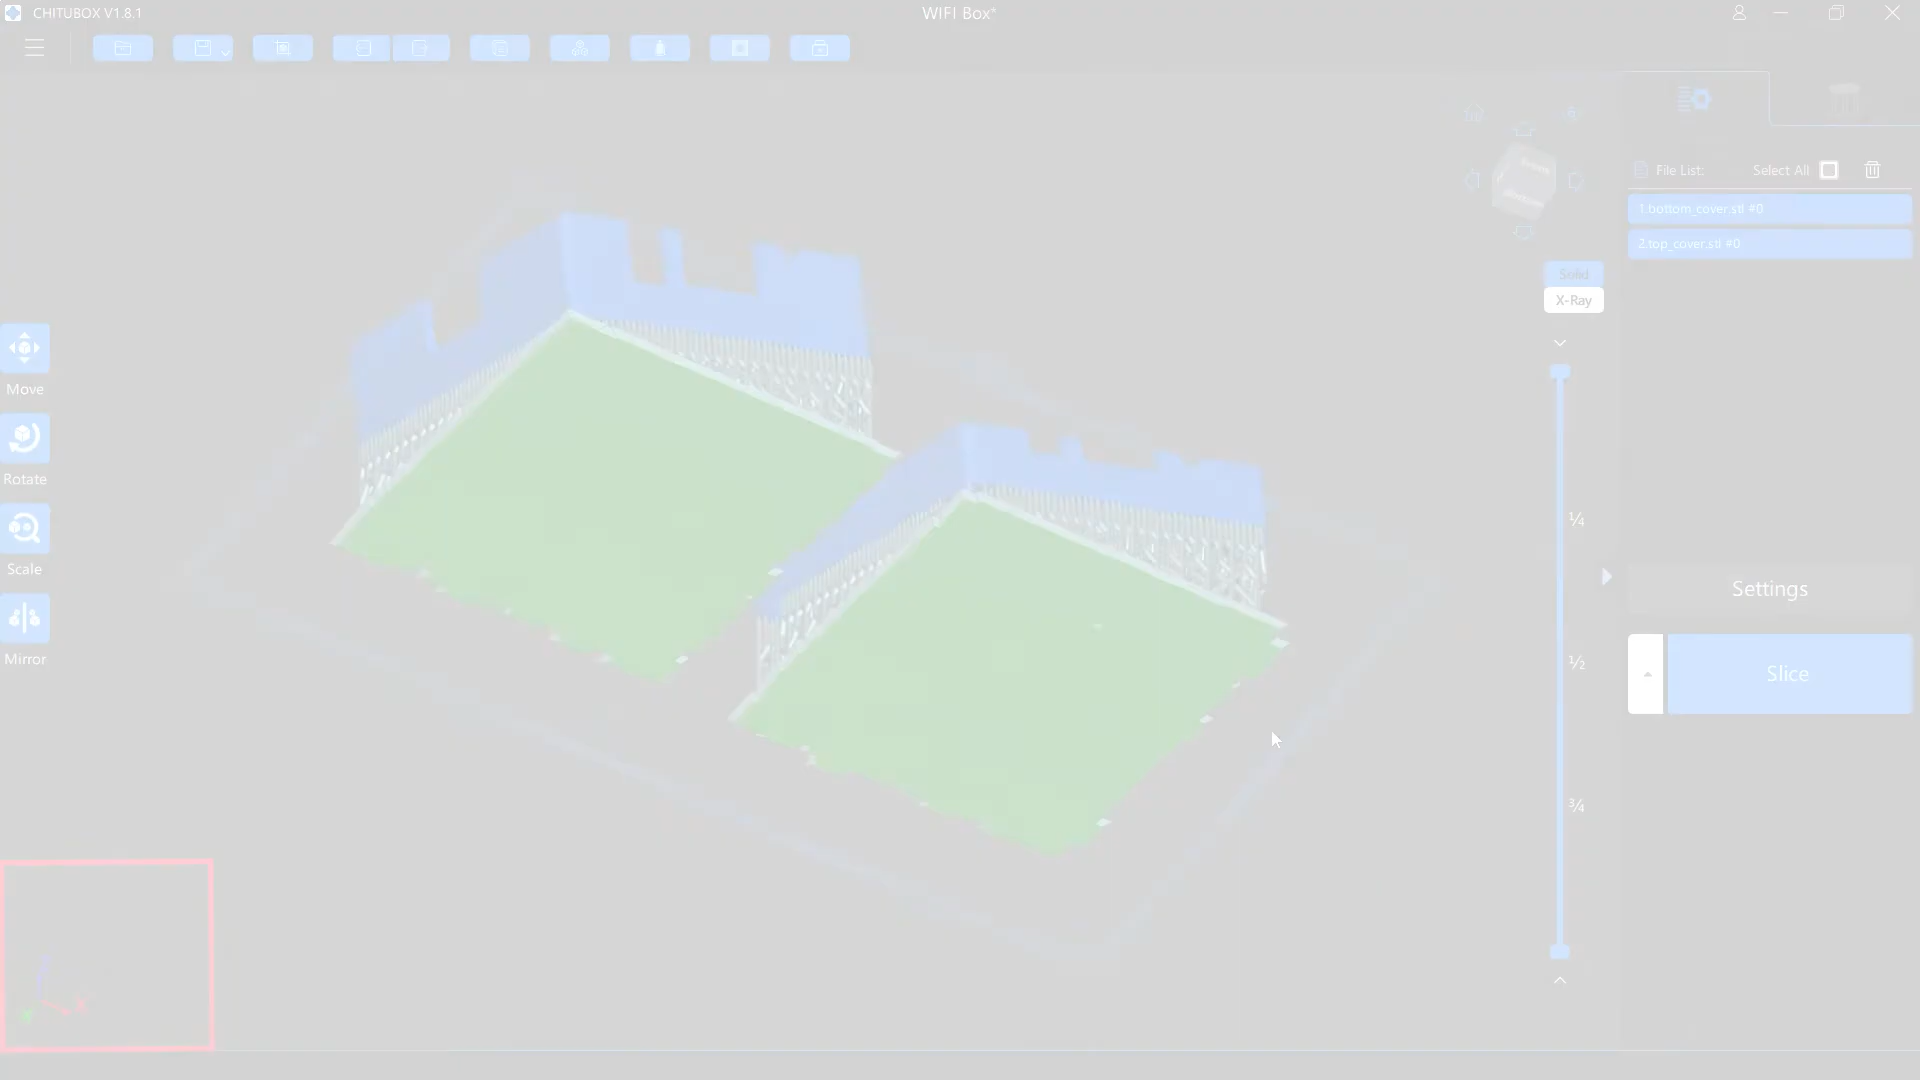 CHITUBOX V1.8.1
WIFI Box*
File List:
Select All
1.bottom_cover.stl #0
2.top_cover.stl #0
Bottom
Solid
X-Ray
Move
Rotate
Scale
Mirror
¼
½
¾
Settings
Slice
X